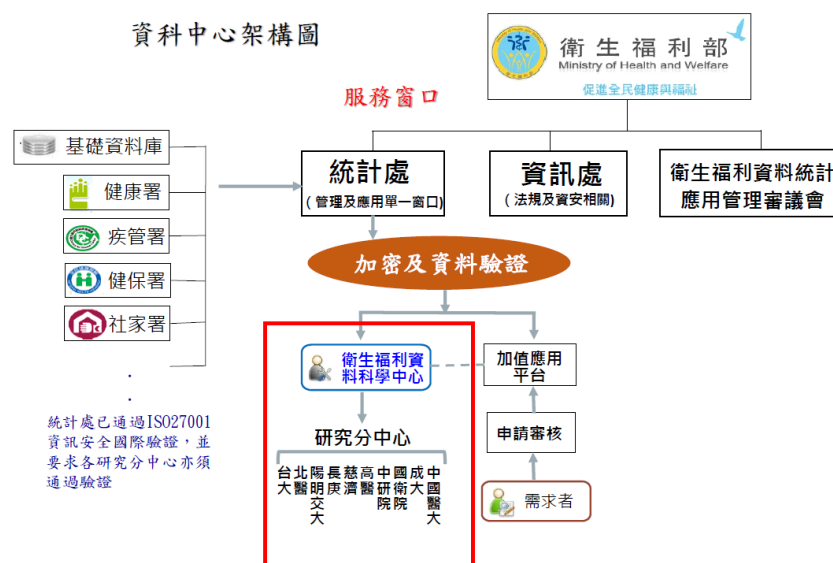 資科中心架構圖
衛生福利部
Ministry of Health and Welfare
促進全民健康與福祉
服務窗口
基礎資料庫
健康署
疾管署
健保署
社家署
.
.
統計處已通過ISO27001
資訊安全國際驗證，並
要求各研究分中心亦須
通過驗證
統計處
(管理及應用單一窗口)
資訊處
(法規及資安相關)
衛生福利資料統計
應用管理審議會
加密及資料驗證
衛生福利資
料科學中心
加值應用
平台
研究分中心
申請審核
需求者
台大
北醫
陽明交大
長庚
慈濟
高醫
中研院
國衛院
成大
中國醫大